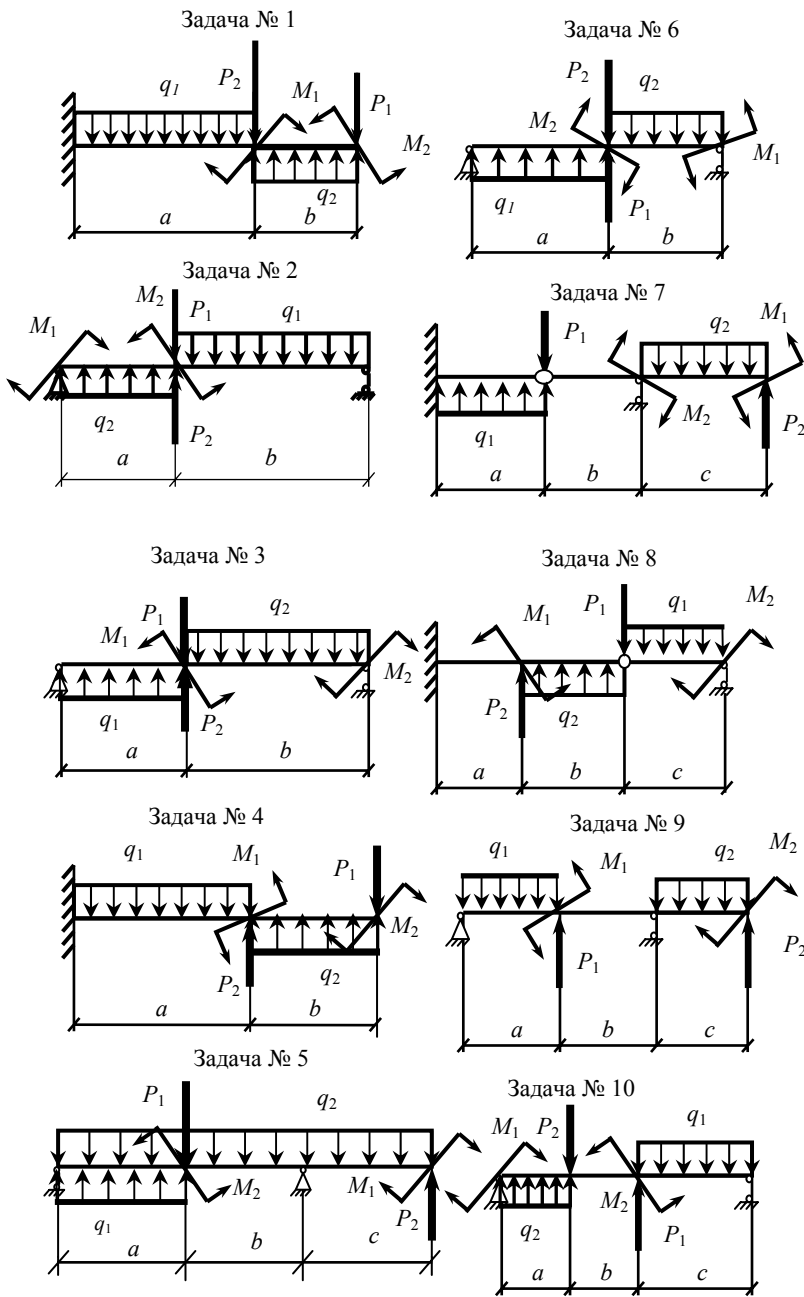 Задача № 1
q1 P2 M1 P1 M2 q2
a b
Задача № 2
M1 M2 P1 q1
q2 P2
a b
Задача № 3
M1 P1 q2 M2
q1 P2
a b
Задача № 4
q1 M1 P1 M2
P2 q2
a b
Задача № 5
P1 q2
q1 M2 M1 P2
a b c
Задача № 6
P2 q2
M2 M1
q1 P1
a b
Задача № 7
P1 q2 M1
q1 M2 P2
a b c
Задача № 8
M1 P1 q1 M2
P2 q2
a b c
Задача № 9
q1 M1 q2 M2
P1 P2
a b c
Задача № 10
M1 P2 q1
q2 M2 P1
a b c